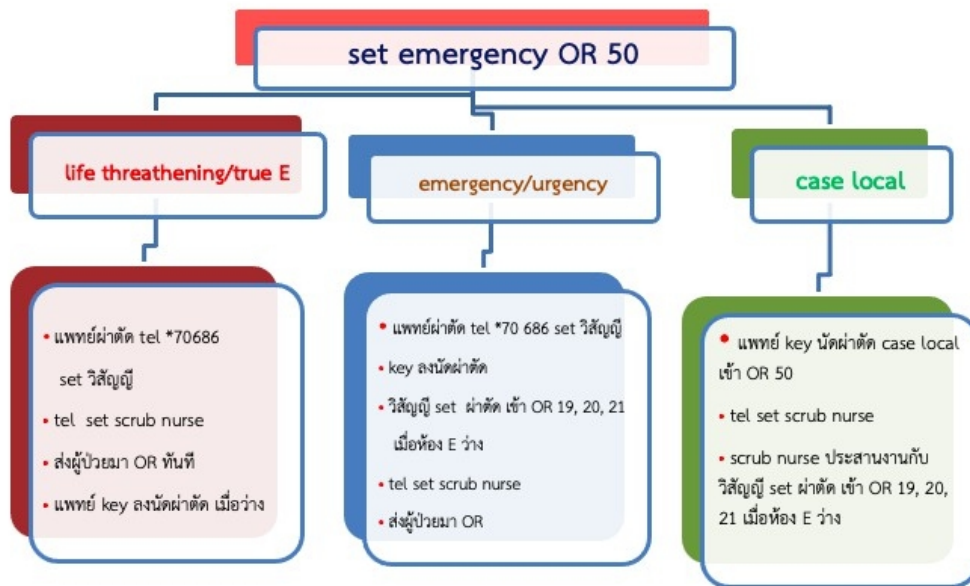 set emergency OR 50
life threathening/true E
• แพทย์ผ่าตัด tel *70686
set วิสัญญี
• tel set scrub nurse
• ส่งผู้ป่วยมา OR ทันที
• แพทย์ key ลงนัดผ่าตัด เมื่อว่าง
emergency/urgency
• แพทย์ผ่าตัด tel *70 686 set วิสัญญี
• key ลงนัดผ่าตัด
• วิสัญญี set ผ่าตัด เข้า OR 19, 20, 21
เมื่อห้อง E ว่าง
• tel set scrub nurse
• ส่งผู้ป่วยมา OR
case local
• แพทย์ key นัดผ่าตัด case local
เข้า OR 50
• tel set scrub nurse
• scrub nurse ประสานงานกับ
วิสัญญี set ผ่าตัด เข้า OR 19, 20,
21 เมื่อห้อง E ว่าง